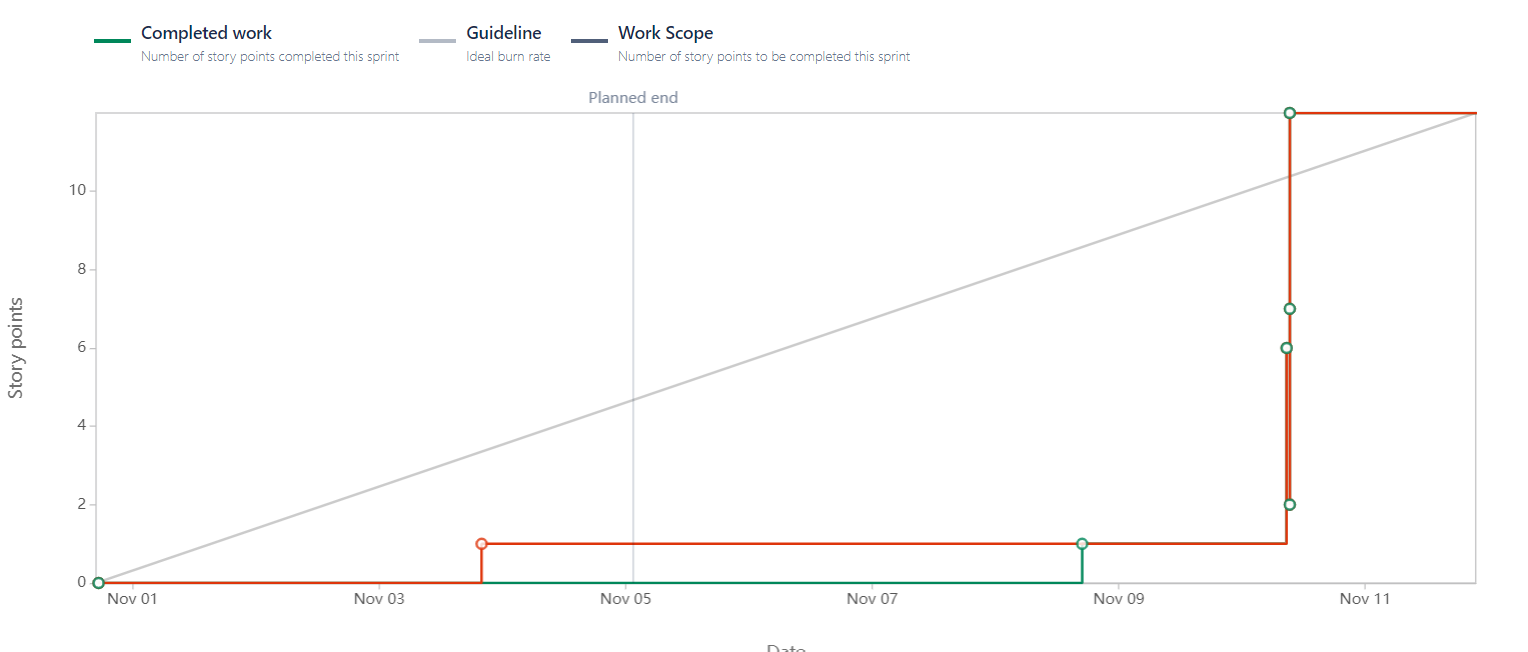 Completed work
Number of story points completed this sprint
Guideline
Ideal burn rate
Work Scope
Number of story points to be completed this sprint
Planned end
Story points
10
8
6
4
2
0
Nov 01
Nov 03
Nov 05
Nov 07
Nov 09
Nov 11
Date